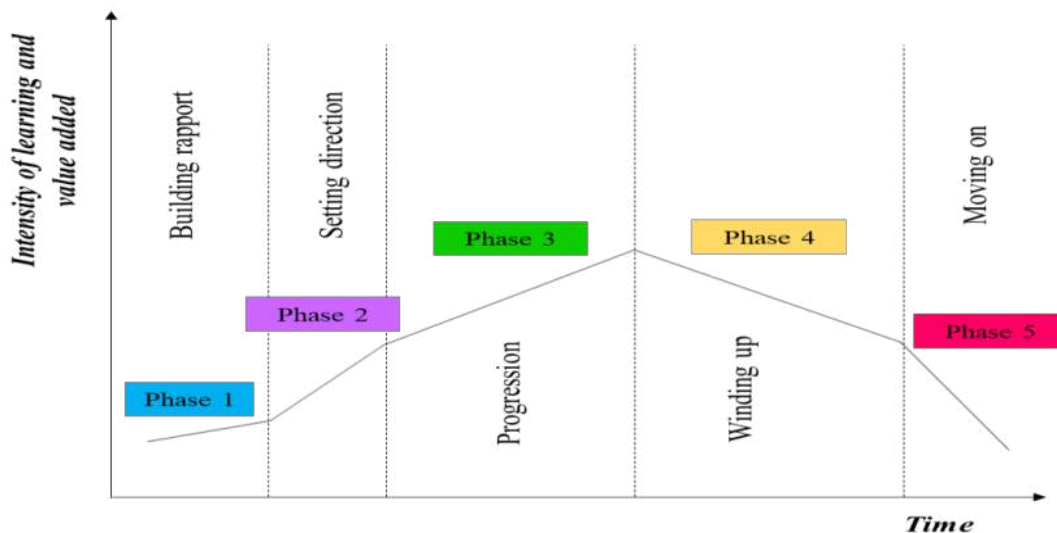 Intensity of learning and
value added
Building rapport
Setting direction
Phase 3
Phase 4
Moving on
Phase 2
Phase 5
Phase 1
Progression
Winding up
Time